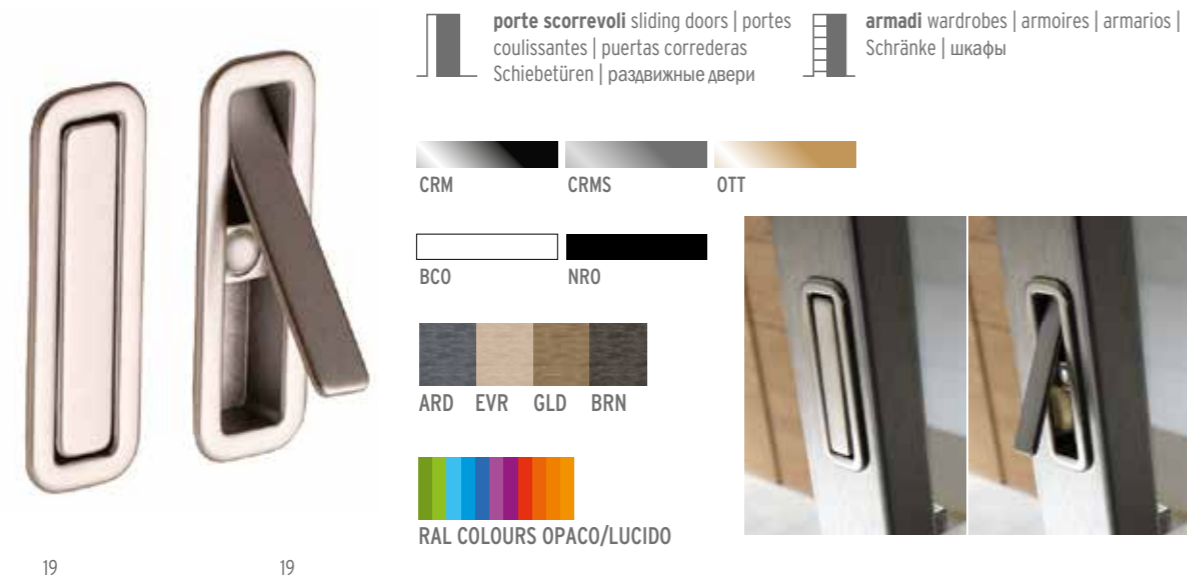 porte scorrevoli sliding doors | portes
coulissantes | puertas correderas
Schiebetüren | раздвижные двери
armadi wardrobes | armoires | armarios |
Schränke | шкафы
CRM CRMS OTT
BCO NRO
ARD EVR GLD BRN
RAL COLOURS OPACO/LUCIDO
19 19